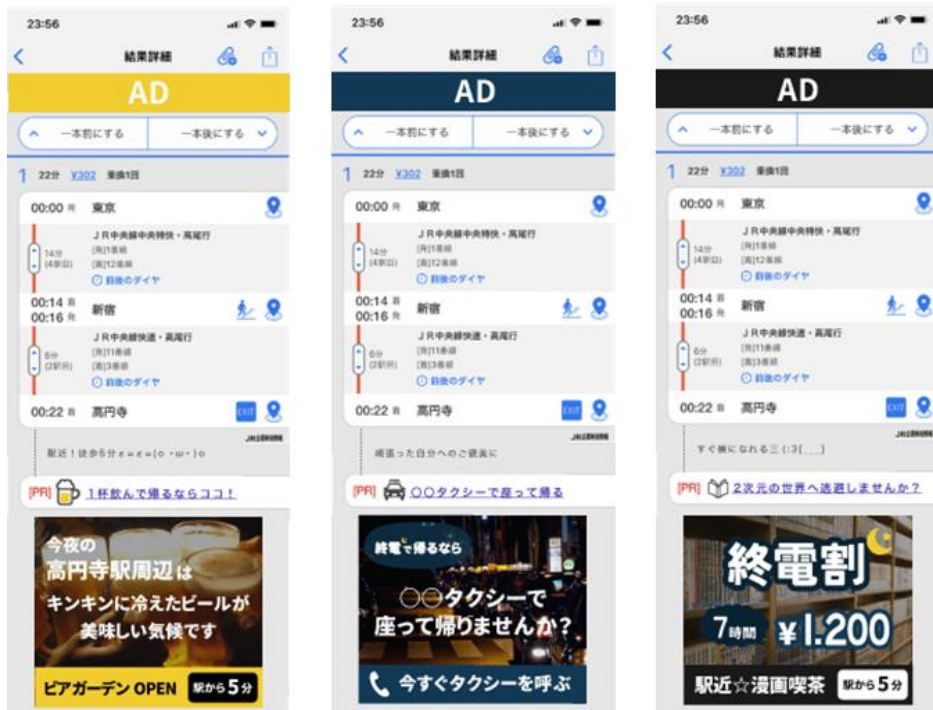 23:56
結果詳細
AD
一本前にする 一本後にする
1 22分 ¥302 乗換1回
00:00 発 東京
JR中央線中央特快・高尾行
14分 [発]1番線
(4駅目) [着]12番線
前後のダイヤ
00:14 着
00:16 発
新宿
JR中央線快速・高尾行
6分 [発]11番線
(2駅目) [着]3番線
前後のダイヤ
00:22 着 高円寺 EXIT
駅近!徒歩5分ε=ε=(o・ω・)o
[PR] 1杯飲んで帰るならココ!
今夜の
高円寺駅周辺は
キンキンに冷えたビールが
美味しい気候です
ビアガーデン OPEN 駅から5分
23:56
結果詳細
AD
一本前にする 一本後にする
1 22分 ¥302 乗換1回
00:00 発 東京
JR中央線中央特快・高尾行
14分 [発]1番線
(4駅目) [着]12番線
前後のダイヤ
00:14 着
00:16 発
新宿
JR中央線快速・高尾行
6分 [発]11番線
(2駅目) [着]3番線
前後のダイヤ
00:22 着 高円寺 EXIT
頑張った自分へのご褒美に
[PR] 〇〇タクシーで座って帰る
終電で帰るなら
〇〇タクシーで
座って帰りませんか?
今すぐタクシーを呼ぶ
23:56
結果詳細
AD
一本前にする 一本後にする
1 22分 ¥302 乗換1回
00:00 発 東京
JR中央線中央特快・高尾行
14分 [発]1番線
(4駅目) [着]12番線
前後のダイヤ
00:14 着
00:16 発
新宿
JR中央線快速・高尾行
6分 [発]11番線
(2駅目) [着]3番線
前後のダイヤ
00:22 着 高円寺 EXIT
すぐ横になれる三(:3[___]
[PR] 2次元の世界へ逃避しませんか?
終電割
7時間 ¥1.200
駅近☆漫画喫茶 駅から5分